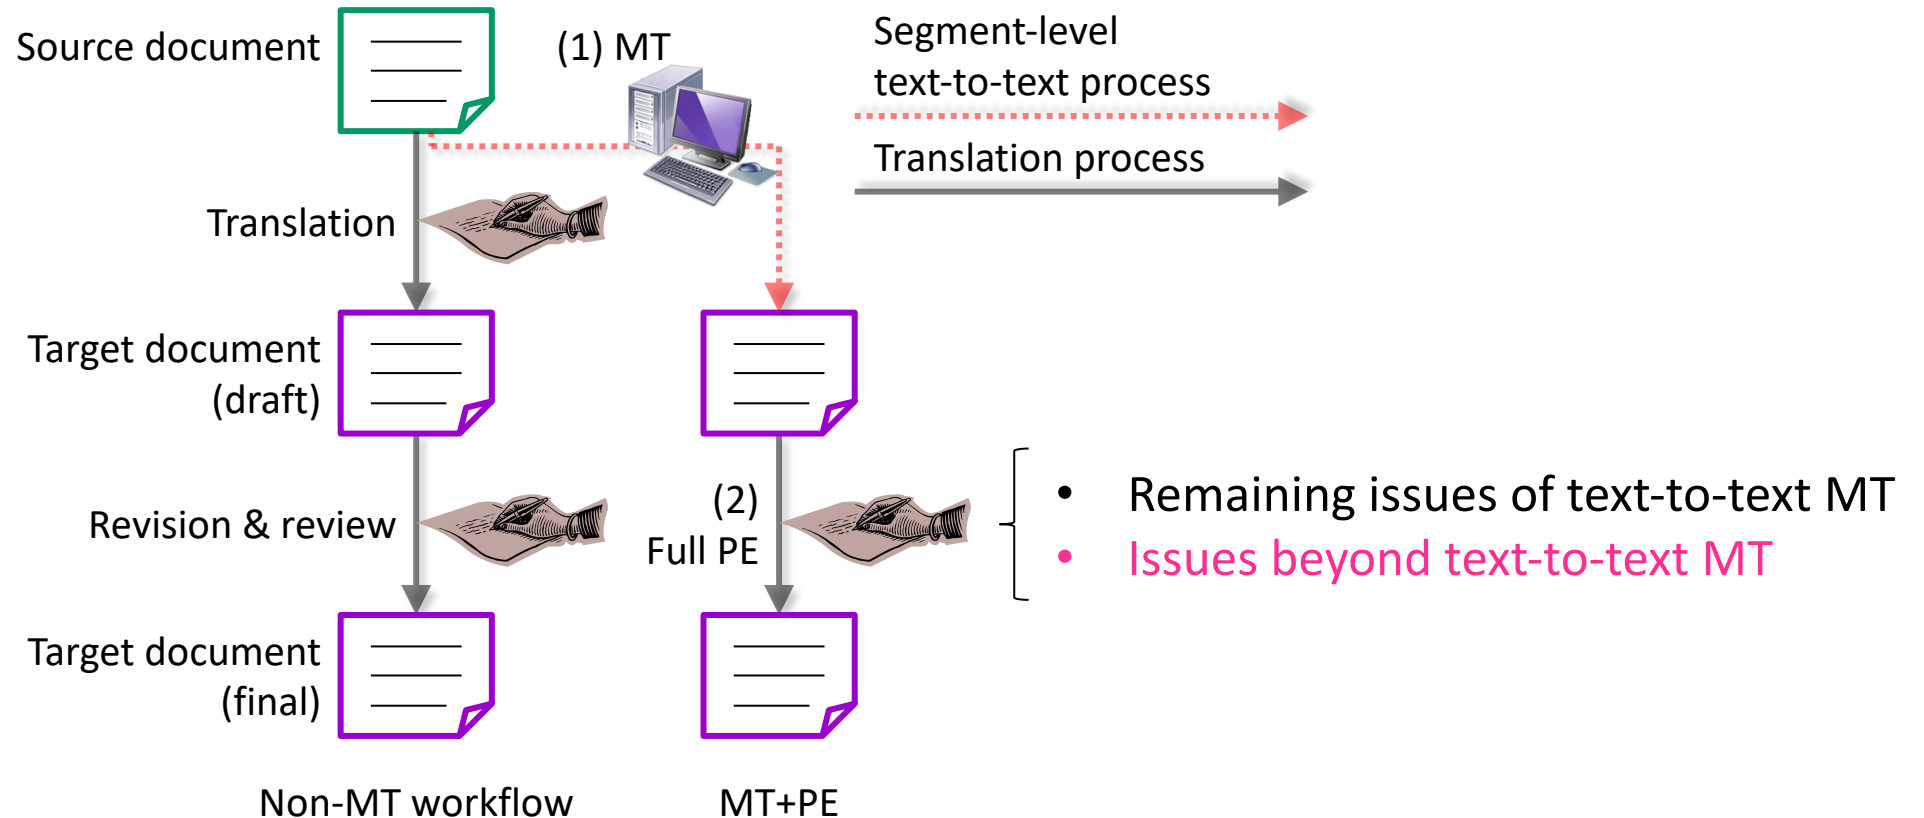 Source document
(1) MT
Segment-level
text-to-text process
Translation process
Translation
Target document
(draft)
Revision & review
(2)
Full PE
• Remaining issues of text-to-text MT
• Issues beyond text-to-text MT
Target document
(final)
Non-MT workflow
MT+PE